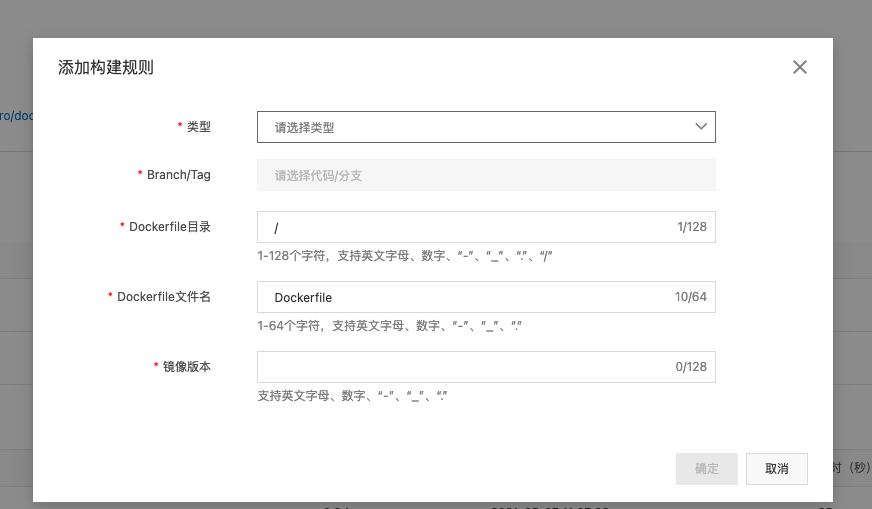 添加构建规则
ro/doc
* 类型
请选择类型
* Branch/Tag
请选择代码/分支
* Dockerfile目录
/
1/128
1-128个字符，支持英文字母、数字、“-”、“_”、“.”、“/”
* Dockerfile文件名
Dockerfile
10/64
1-64个字符，支持英文字母、数字、“-”、“_”、“.”
* 镜像版本
0/128
支持英文字母、数字、“-”、“_”、“.”
确定
取消
时（秒）